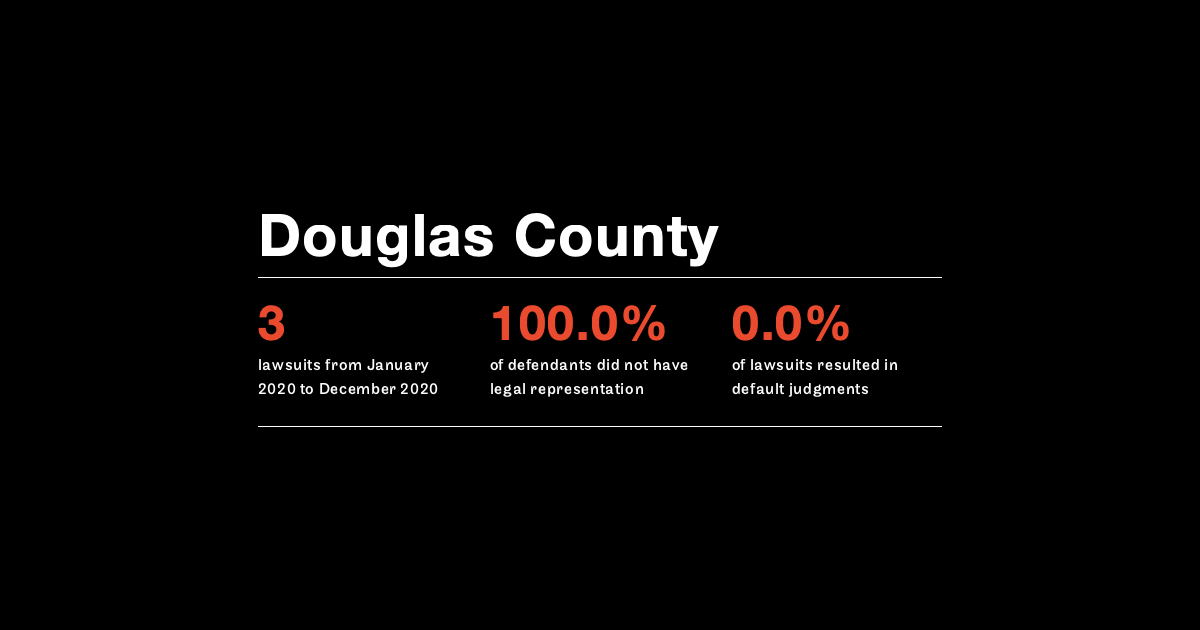 Douglas County
3
lawsuits from January
2020 to December 2020
100.0%
of defendants did not have
legal representation
0.0%
of lawsuits resulted in
default judgments